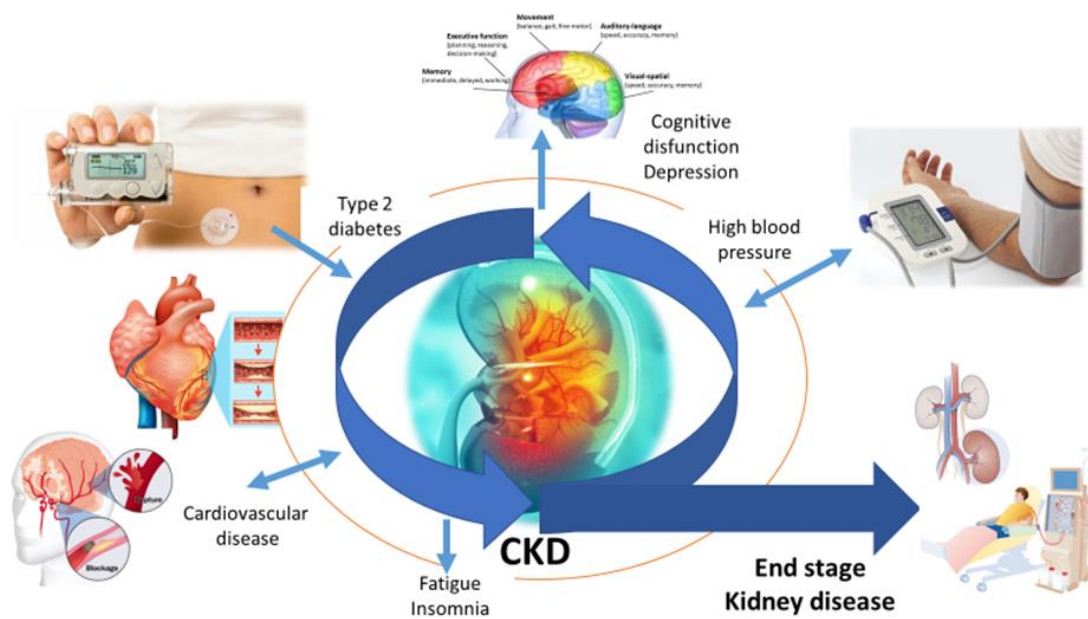 Movement
(balance, gait, fine motor)
Auditory-language
(speed, accuracy, memory)
Executive function
(planning, reasoning,
decision-making)
Memory
(immediate, delayed, working)
Visual-spatial
(speed, accuracy, memory)
Cognitive
disfunction
Depression
Type 2
diabetes
High blood
pressure
Rupture
Blockage
Cardiovascular
disease
CKD
Fatigue
Insomnia
End stage
Kidney disease